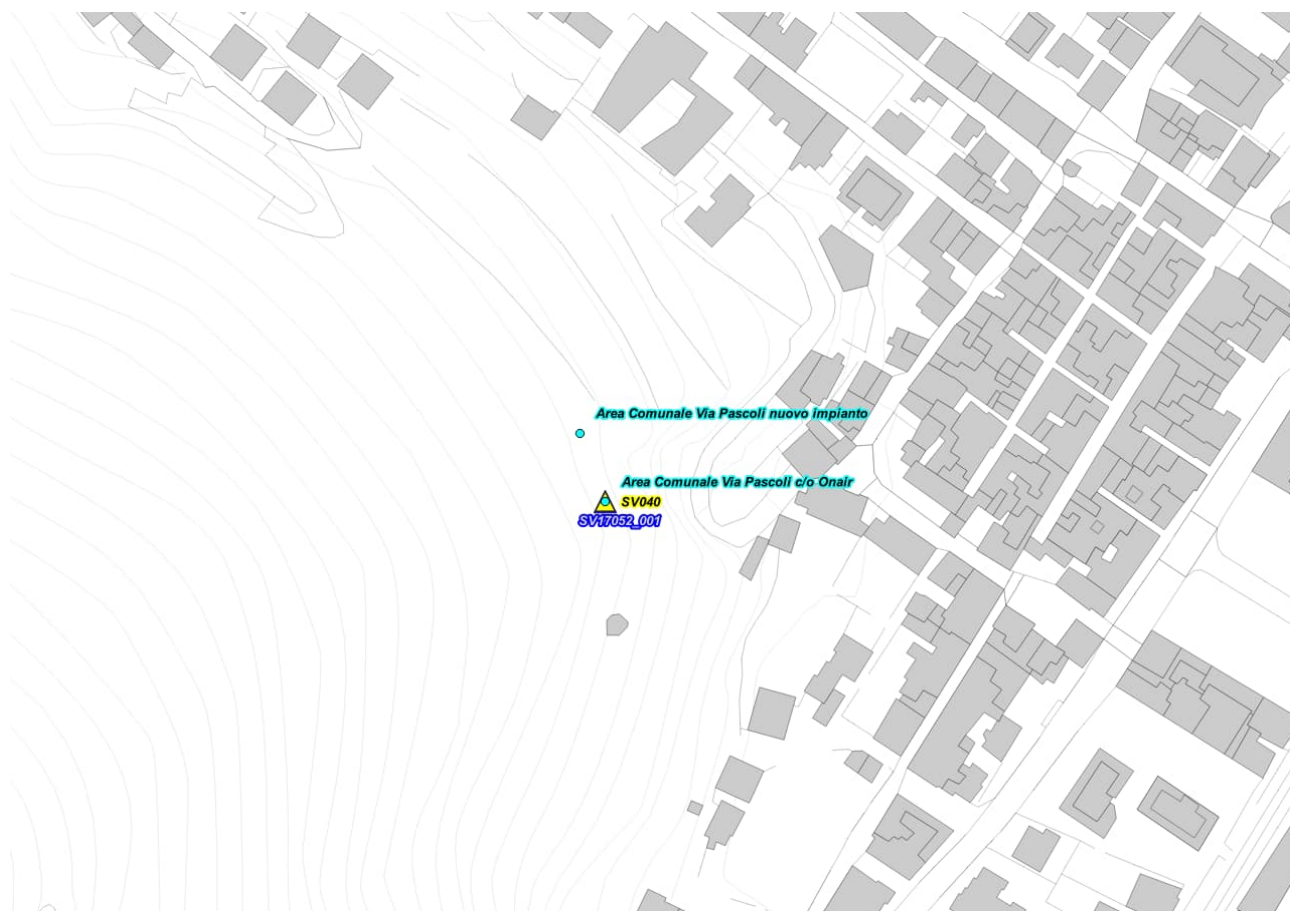 Area Comunale Via Pascoli nuovo impianto
Area Comunale Via Pascoli c/o Onair
SV040
SV17052_001